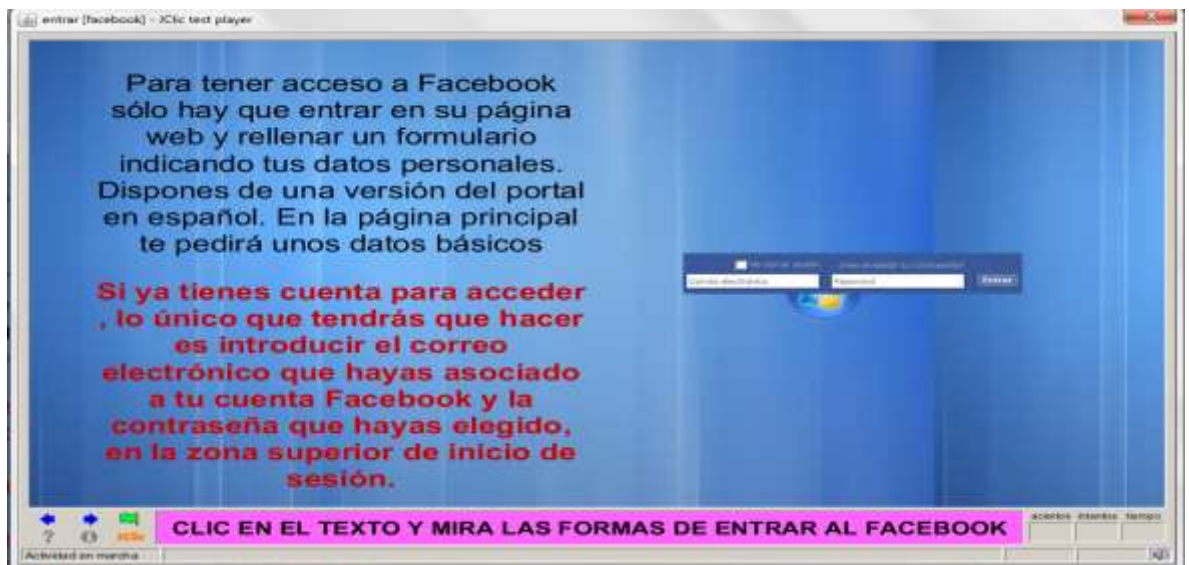 entrar [facebook] - JClic test player
Para tener acceso a Facebook
sólo hay que entrar en su página
web y rellenar un formulario
indicando tus datos personales.
Dispones de una versión del portal
en español. En la página principal
te pedirá unos datos básicos
Si ya tienes cuenta para acceder
, lo único que tendrás que hacer
es introducir el correo
electrónico que hayas asociado
a tu cuenta Facebook y la
contraseña que hayas elegido,
en la zona superior de inicio de
sesión.
Correo electrónico
Password
Entrar
CLIC EN EL TEXTO Y MIRA LAS FORMAS DE ENTRAR AL FACEBOOK
aciertos intentos tiempo
JClic
Actividad en marcha